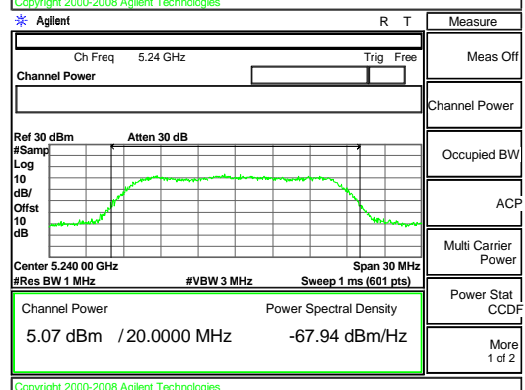 Copyright 2000-2008 Agilent Technologies
Agilent
R T
Measure
Ch Freq 5.24 GHz Trig Free
Meas Off
Channel Power
Channel Power
Ref 30 dBm Atten 30 dB
#Samp
Log
10
dB/
Offst
10
dB
Occupied BW
ACP
Multi Carrier
Power
Center 5.240 00 GHz Span 30 MHz
#Res BW 1 MHz #VBW 3 MHz Sweep 1 ms (601 pts)
Channel Power Power Spectral Density
5.07 dBm / 20.0000 MHz -67.94 dBm/Hz
Power Stat
CCDF
More
1 of 2
Copyright 2000-2008 Agilent Technologies